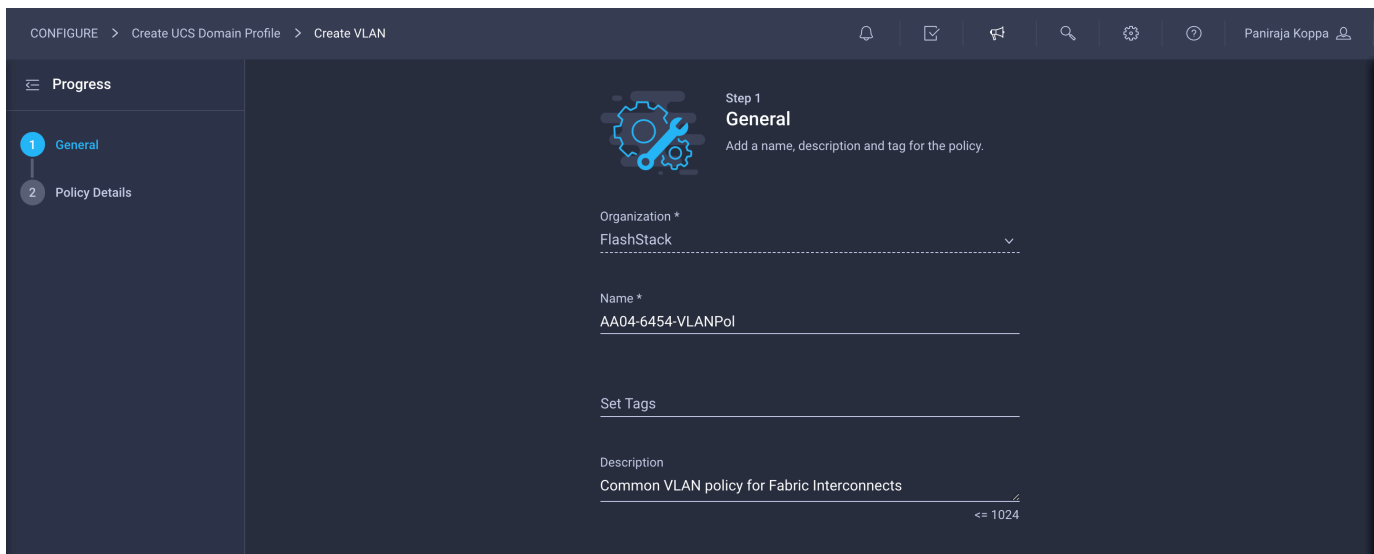 CONFIGURE > Create UCS Domain Profile > Create VLAN
Paniraja Koppa
Progress
1 General
2 Policy Details
Step 1
General
Add a name, description and tag for the policy.
Organization *
FlashStack
Name *
AA04-6454-VLANPol
Set Tags
Description
Common VLAN policy for Fabric Interconnects
<= 1024